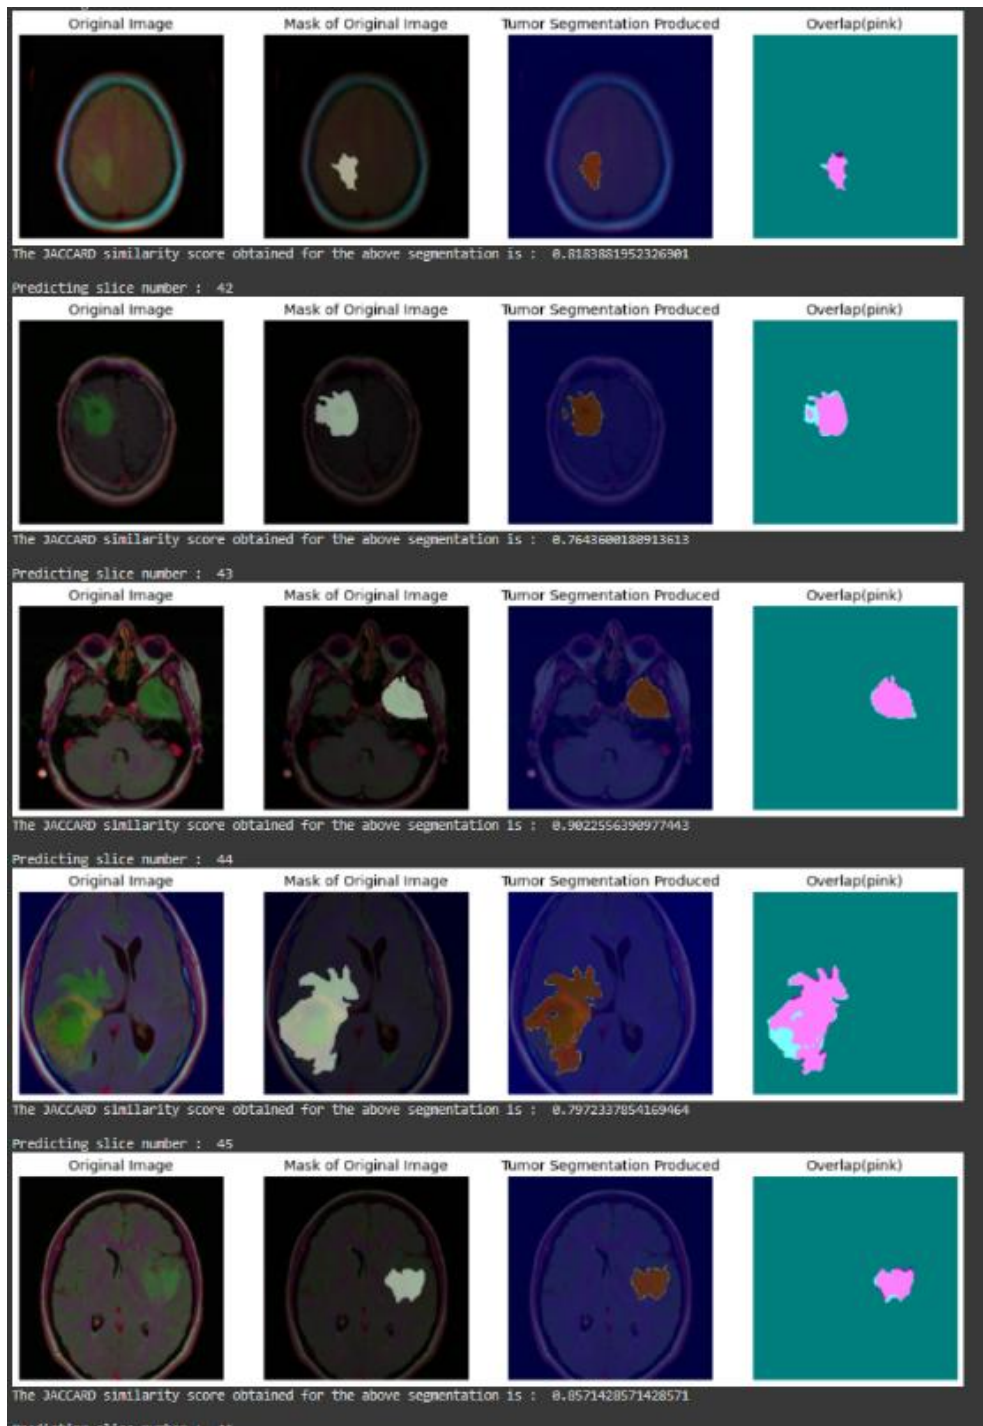 Original Image Mask of Original Image Tumor Segmentation Produced Overlap(pink)
The JACCARD similarity score obtained for the above segmentation is : 0.8183881952326901
Predicting slice number : 42
Original Image Mask of Original Image Tumor Segmentation Produced Overlap(pink)
The JACCARD similarity score obtained for the above segmentation is : 0.7643600180913613
Predicting slice number : 43
Original Image Mask of Original Image Tumor Segmentation Produced Overlap(pink)
The JACCARD similarity score obtained for the above segmentation is : 0.9022556390977443
Predicting slice number : 44
Original Image Mask of Original Image Tumor Segmentation Produced Overlap(pink)
The JACCARD similarity score obtained for the above segmentation is : 0.7972337854169464
Predicting slice number : 45
Original Image Mask of Original Image Tumor Segmentation Produced Overlap(pink)
The JACCARD similarity score obtained for the above segmentation is : 0.8571428571428571
Predicting slice number :